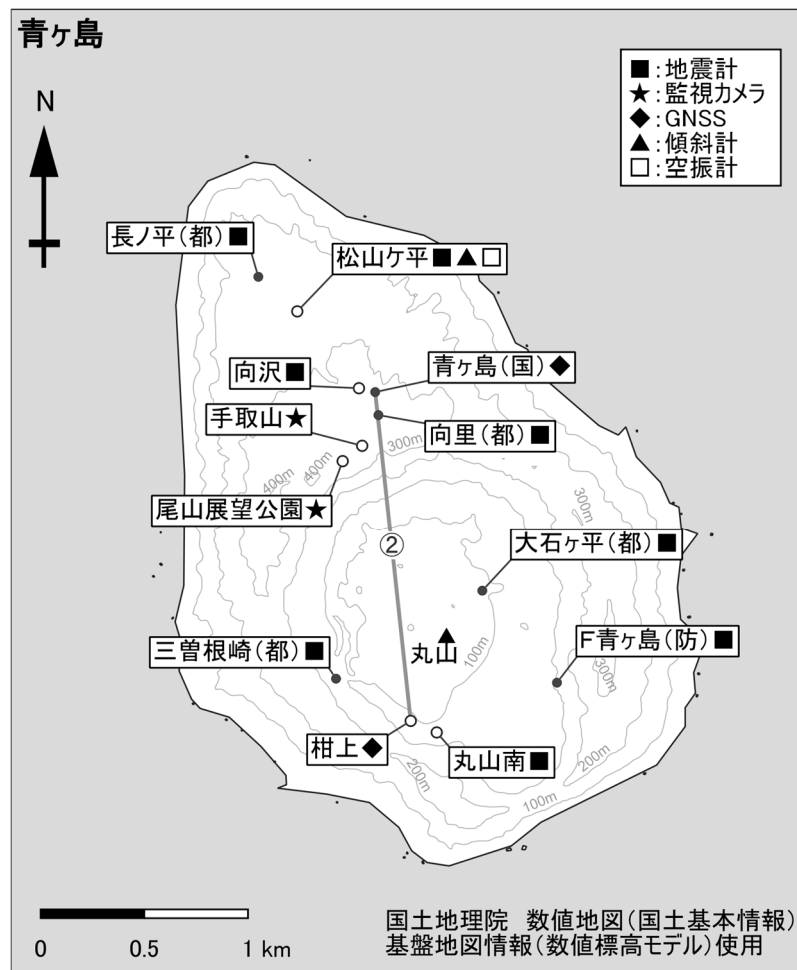 青ヶ島
■:地震計
★:監視カメラ
◆:GNSS
▲:傾斜計
□:空振計
N
長ノ平(都)■
松山ケ平■▲□
向沢■
青ヶ島(国)◆
手取山★
向里(都)■
300m
400m
400m
尾山展望公園★
300m
②
大石ヶ平(都)■
三曽根崎(都)■
丸山
100m
F青ヶ島(防)■
300m
柑上◆
丸山南■
200m
200m
100m
0 0.5 1 km
国土地理院 数値地図(国土基本情報)
基盤地図情報(数値標高モデル)使用